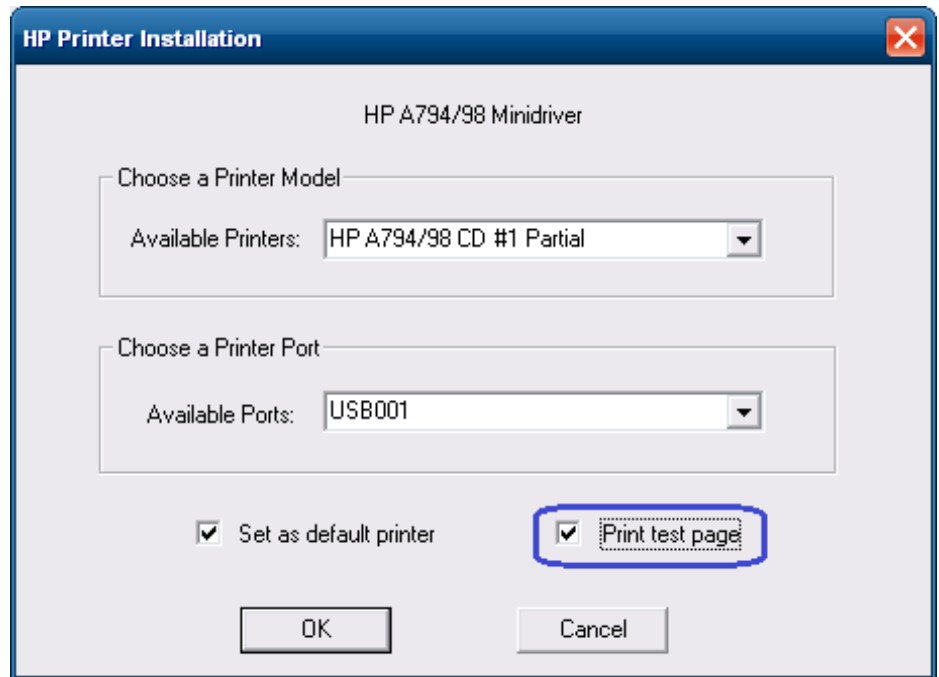 HP Printer Installation
HP A794/98 Minidriver
Choose a Printer Model
Available Printers: HP A794/98 CD #1 Partial
Choose a Printer Port
Available Ports: USB001
Set as default printer Print test page
OK Cancel